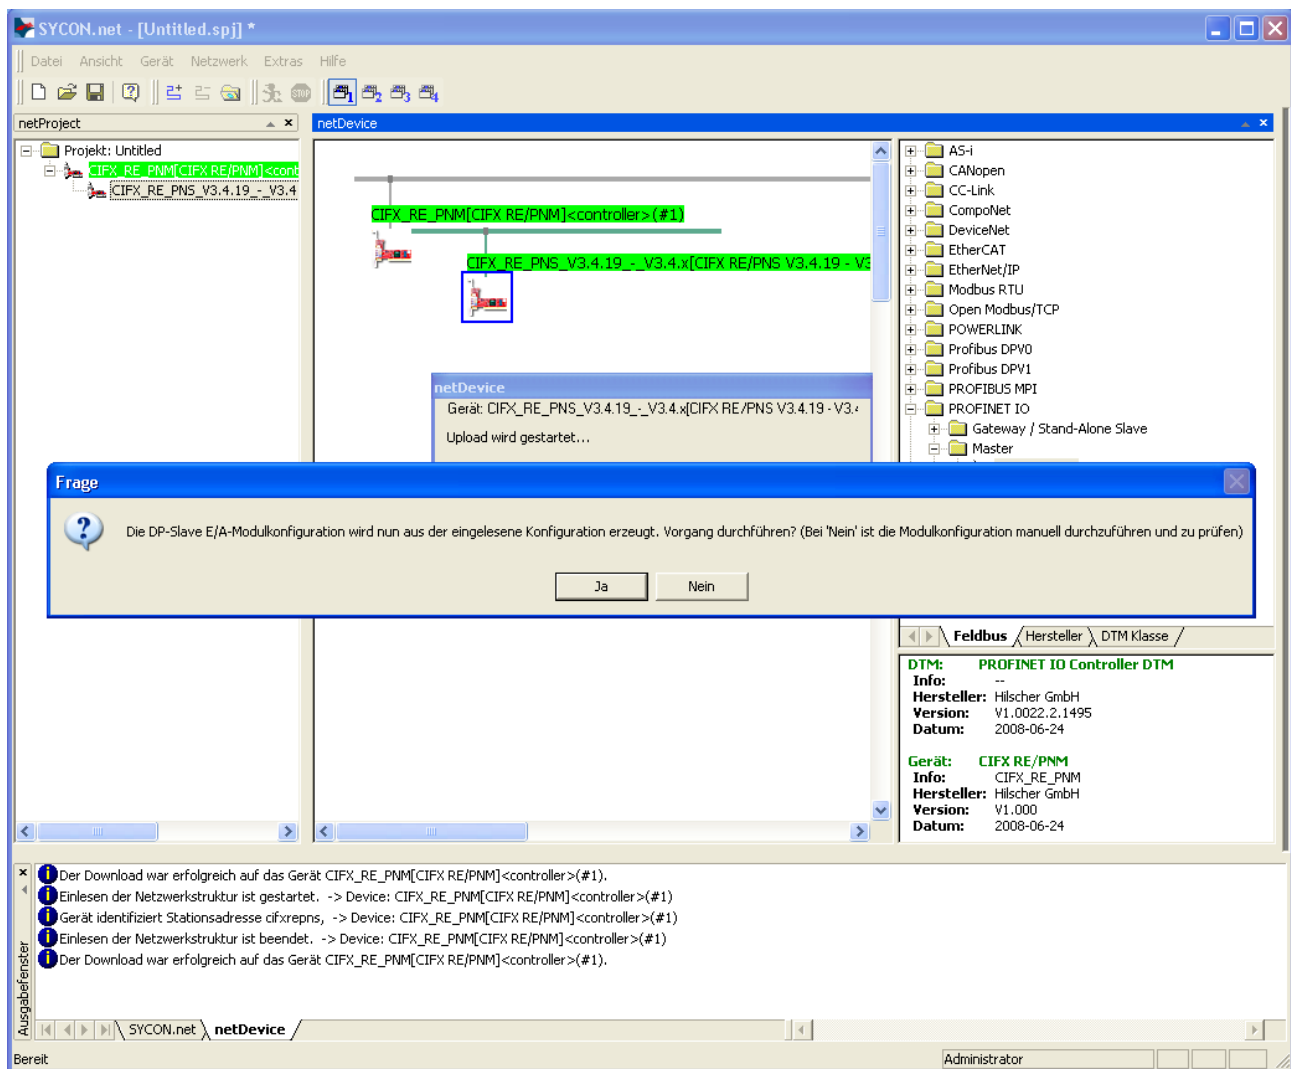 SYCON.net - [Untitled.spj] *
Datei Ansicht Gerät Netzwerk Extras Hilfe
1 2 3 4
netProject
netDevice
Projekt: Untitled
CIFX_RE_PNM[CIFX RE/PNM]<cont
CIFX_RE_PNS_V3.4.19_-_V3.4
CIFX_RE_PNM[CIFX RE/PNM]<controller>(#1)
CIFX_RE_PNS_V3.4.19_-_V3.4.x[CIFX RE/PNS V3.4.19 - V3
AS-i
CANopen
CC-Link
CompoNet
DeviceNet
EtherCAT
EtherNet/IP
Modbus RTU
Open Modbus/TCP
POWERLINK
Profibus DPV0
Profibus DPV1
PROFIBUS MPI
PROFINET IO
Gateway / Stand-Alone Slave
Master
netDevice
Gerät: CIFX_RE_PNS_V3.4.19_-_V3.4.x[CIFX RE/PNS V3.4.19 - V3.4
Upload wird gestartet...
Frage
Die DP-Slave E/A-Modulkonfiguration wird nun aus der eingelesene Konfiguration erzeugt. Vorgang durchführen? (Bei 'Nein' ist die Modulkonfiguration manuell durchzuführen und zu prüfen)
Ja Nein
Feldbus Hersteller DTM Klasse
DTM: PROFINET IO Controller DTM
Info: --
Hersteller: Hilscher GmbH
Version: V1.0022.2.1495
Datum: 2008-06-24
Gerät: CIFX RE/PNM
Info: CIFX_RE_PNM
Hersteller: Hilscher GmbH
Version: V1.000
Datum: 2008-06-24
Der Download war erfolgreich auf das Gerät CIFX_RE_PNM[CIFX RE/PNM]<controller>(#1).
Einlesen der Netzwerkstruktur ist gestartet. -> Device: CIFX_RE_PNM[CIFX RE/PNM]<controller>(#1)
Gerät identifiziert Stationsadresse cifxrepns, -> Device: CIFX_RE_PNM[CIFX RE/PNM]<controller>(#1)
Einlesen der Netzwerkstruktur ist beendet. -> Device: CIFX_RE_PNM[CIFX RE/PNM]<controller>(#1)
Der Download war erfolgreich auf das Gerät CIFX_RE_PNM[CIFX RE/PNM]<controller>(#1).
Ausgabefenster
SYCON.net netDevice
Bereit
Administrator